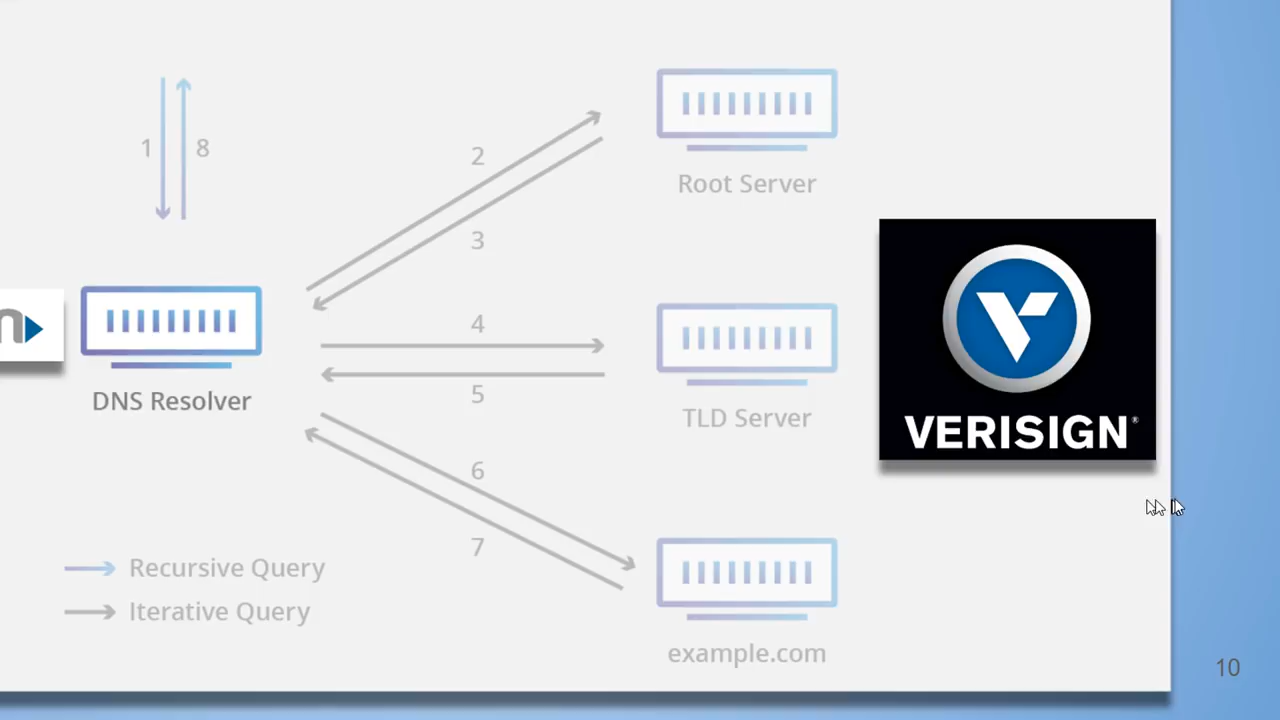 1
8
2
3
Root Server
n
DNS Resolver
4
5
TLD Server
VERISIGN®
6
7
Recursive Query
Iterative Query
example.com
10